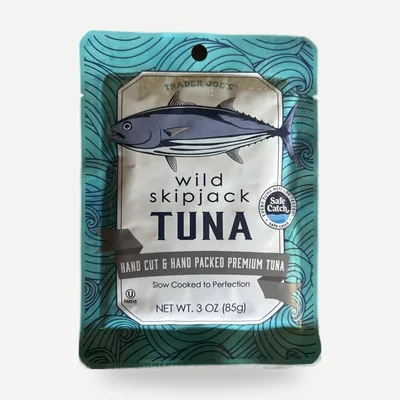 TRADER JOE'S
wild
skipjack
TUNA
Safe
Catch
HAND CUT & HAND PACKED PREMIUM TUNA
Slow Cooked to Perfection
U
PAREVE
NET WT. 3 OZ (85g)